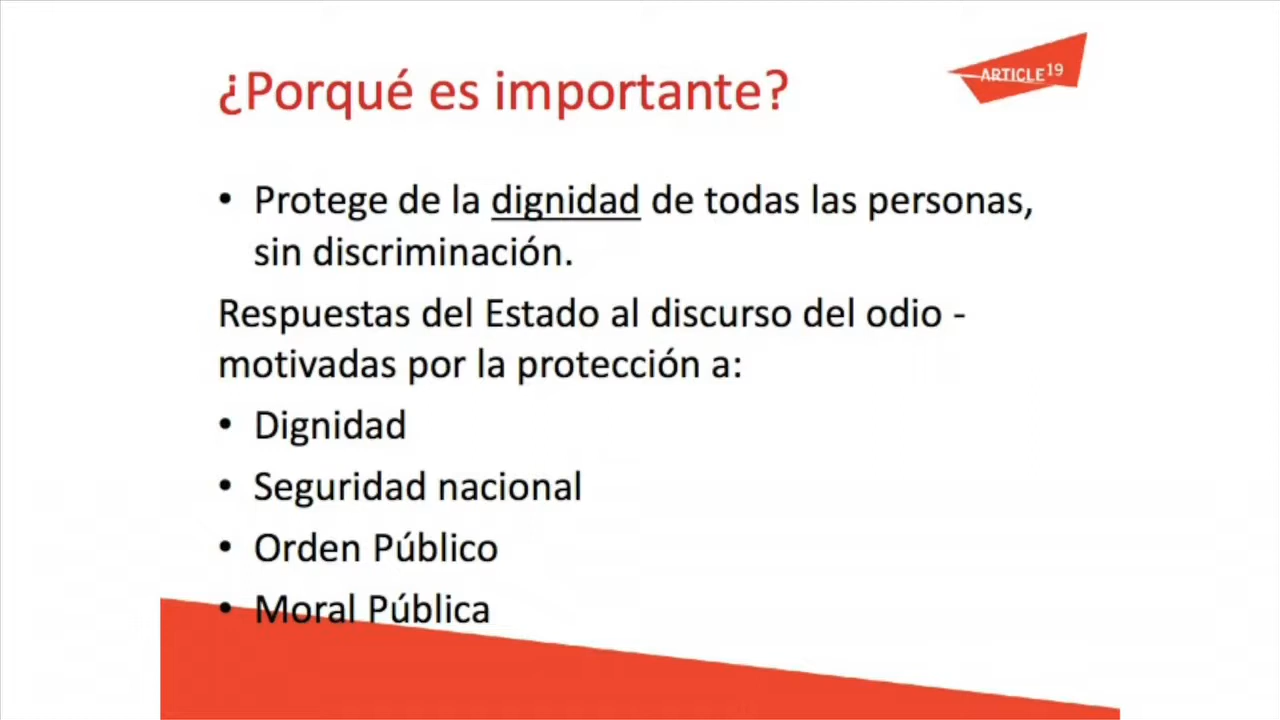 ¿Porqué es importante?
ARTICLE19
• Protege de la dignidad de todas las personas,
sin discriminación.
Respuestas del Estado al discurso del odio -
motivadas por la protección a:
• Dignidad
• Seguridad nacional
• Orden Público
• Moral Pública